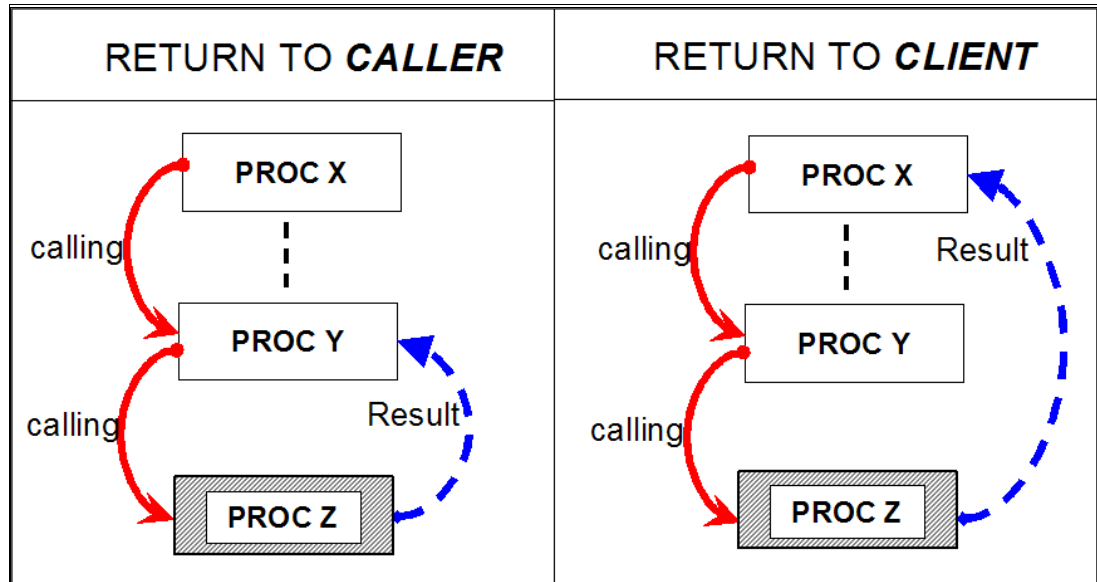 RETURN TO CALLER
PROC X
calling
PROC Y
calling
Result
PROC Z
RETURN TO CLIENT
PROC X
calling
Result
PROC Y
calling
PROC Z